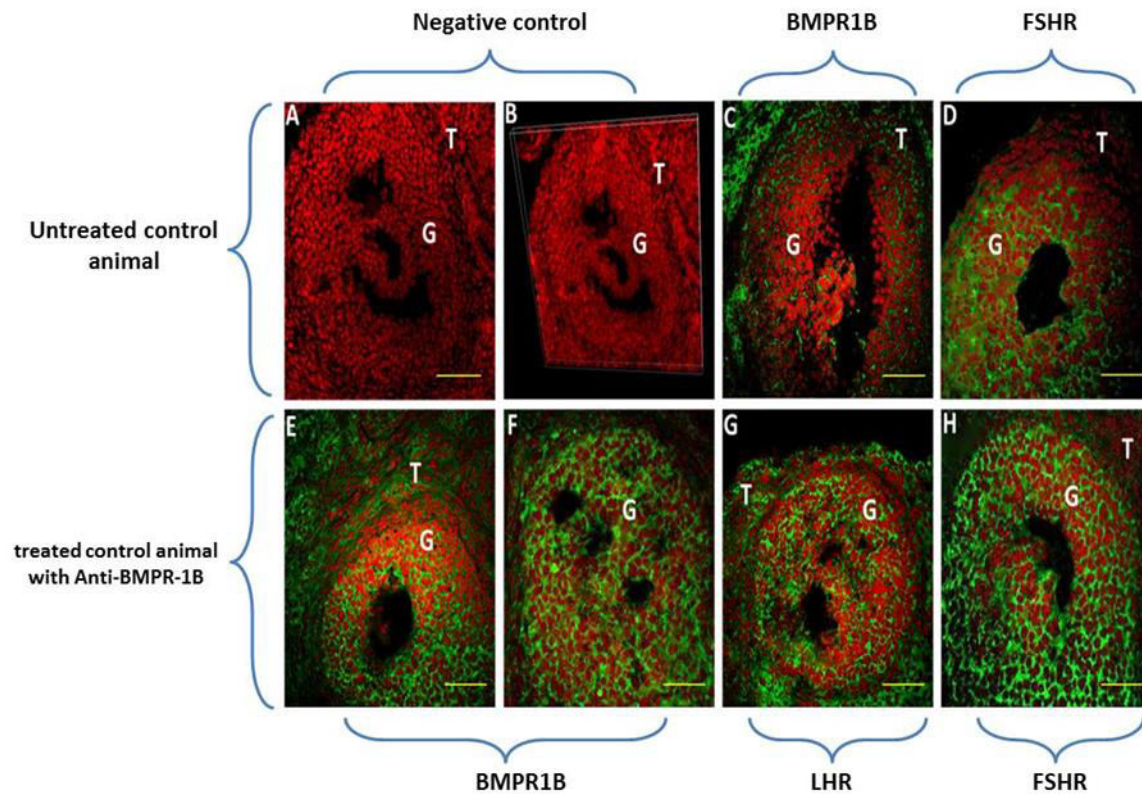 Negative control
BMPR1B
FSHR
Untreated control
animal
A
T
G
B
T
G
C
T
G
D
T
G
treated control animal
with Anti-BMPR-1B
E
T
G
F
G
G
T
G
H
T
G
BMPR1B
LHR
FSHR